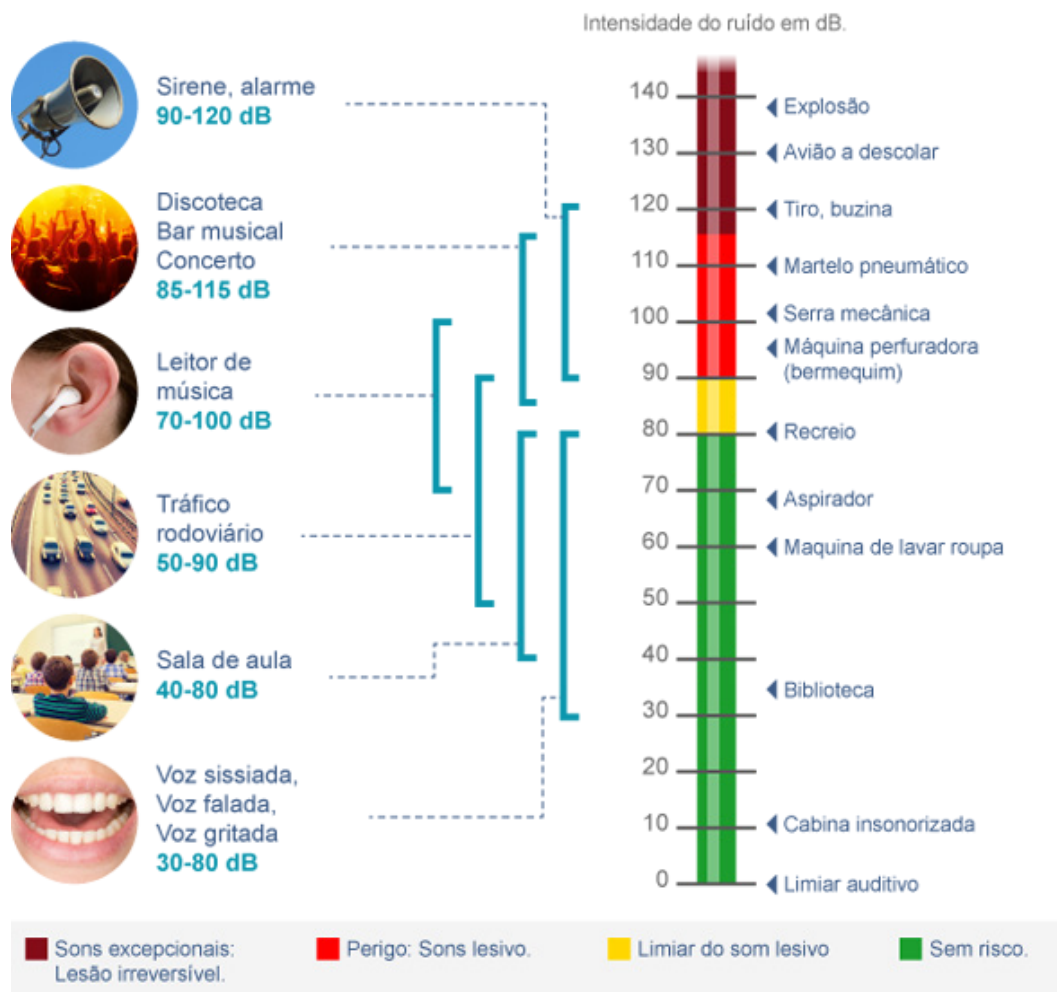 Intensidade do ruído em dB.
Sirene, alarme
90-120 dB
Discoteca
Bar musical
Concerto
85-115 dB
Leitor de
música
70-100 dB
Tráfico
rodoviário
50-90 dB
Sala de aula
40-80 dB
Voz sissiada,
Voz falada,
Voz gritada
30-80 dB
140
130
120
110
100
90
80
70
60
50
40
30
20
10
0
Explosão
Avião a descolar
Tiro, buzina
Martelo pneumático
Serra mecânica
Máquina perfuradora
(bermequim)
Recreio
Aspirador
Maquina de lavar roupa
Biblioteca
Cabina insonorizada
Limiar auditivo
Sons excepcionais:
Lesão irreversível.
Perigo: Sons lesivo.
Limiar do som lesivo
Sem risco.